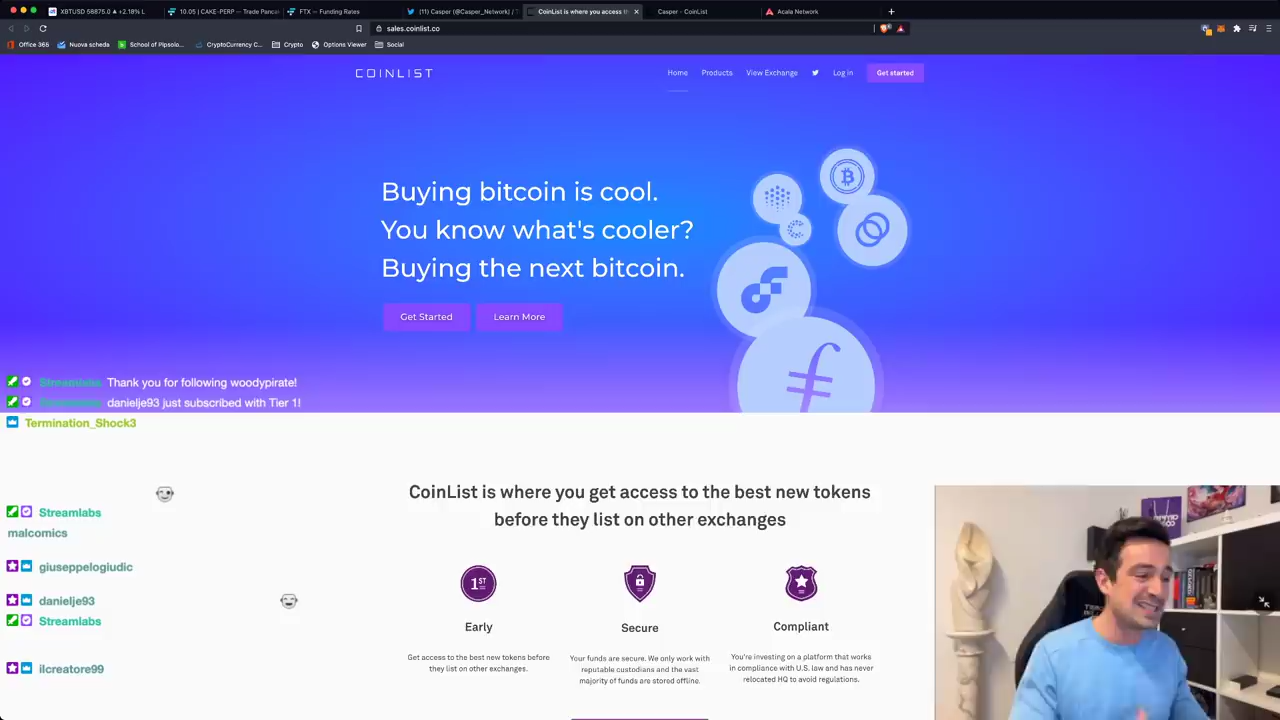 XBTUSD 58875.0 ▲ +2.18% L
10.05 | CAKE-PERP — Trade Panca
FTX — Funding Rates
(11) Casper (@Casper_Network) /
CoinList is where you access th
Casper - CoinList
Acala Network
sales.coinlist.co
Office 365
Nuova scheda
School of Pipsolo...
CryptoCurrency C...
Crypto
Options Viewer
Social
COINLIST
Home
Products
View Exchange
Log in
Get started
Buying bitcoin is cool.
You know what's cooler?
Buying the next bitcoin.
Get Started
Learn More
Streamlabs Thank you for following woodypirate!
Streamlabs danielje93 just subscribed with Tier 1!
Termination_Shock3
Streamlabs
malcomics
giuseppelogiudic
danielje93
Streamlabs
ilcreatore99
CoinList is where you get access to the best new tokens
before they list on other exchanges
1ST
Early
Get access to the best new tokens before
they list on other exchanges.
Secure
Your funds are secure. We only work with
reputable custodians and the vast
majority of funds are stored offline.
Compliant
You're investing on a platform that works
in compliance with U.S. law and has never
relocated HQ to avoid regulations.